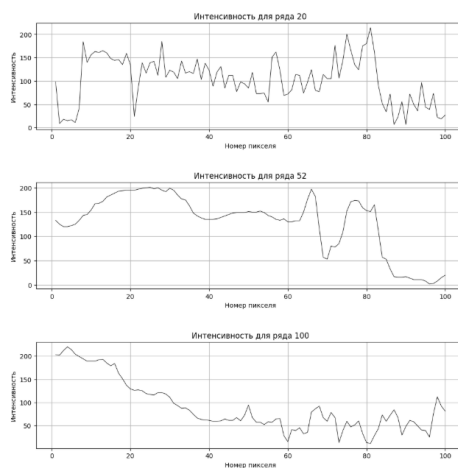 Интенсивность для ряда 20
Интенсивность
200
150
100
50
0
0 20 40 60 80 100
Номер пикселя
Интенсивность для ряда 52
Интенсивность
200
150
100
50
0
0 20 40 60 80 100
Номер пикселя
Интенсивность для ряда 100
Интенсивность
200
150
100
50
0 20 40 60 80 100
Номер пикселя